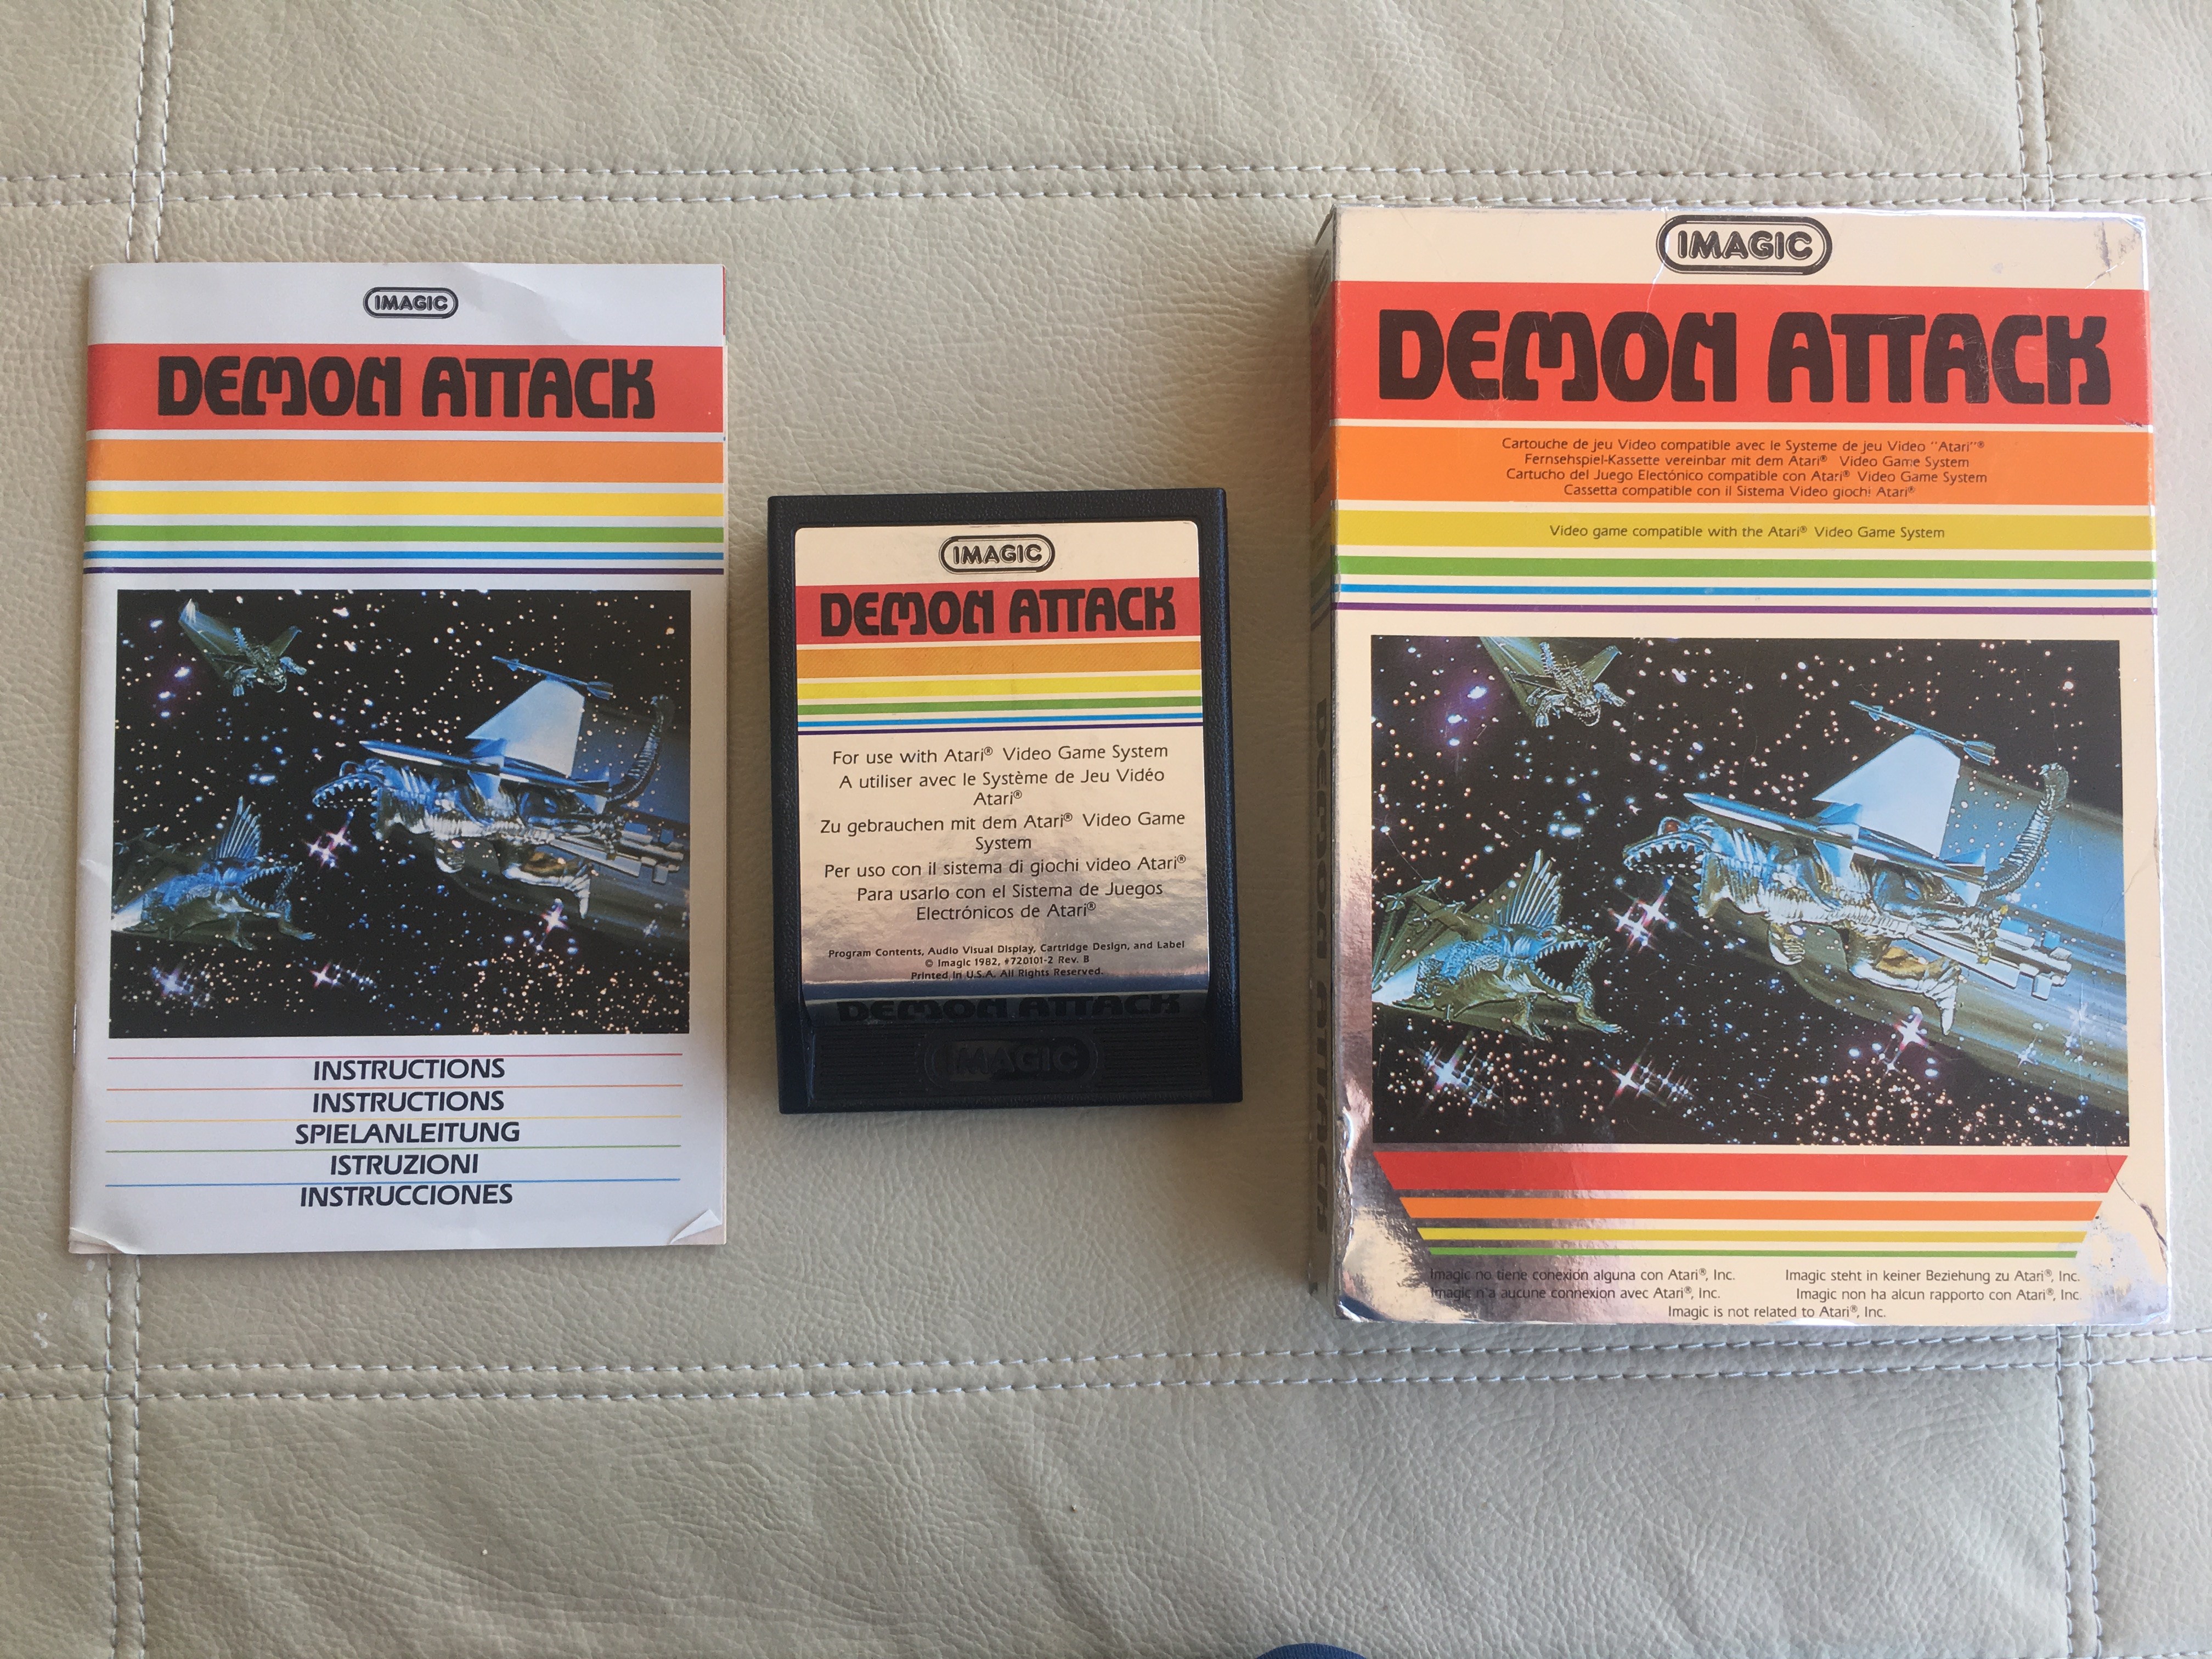 IMAGIC
DEMON ATTACK
INSTRUCTIONS
INSTRUCTIONS
SPIELANLEITUNG
ISTRUZIONI
INSTRUCCIONES
IMAGIC
DEMON ATTACK
For use with Atari® Video Game System
A utiliser avec le Système de Jeu Vidéo
Atari®
Zu gebrauchen mit dem Atari® Video Game
System
Per uso con il sistema di giochi video Atari®
Para usarlo con el Sistema de Juegos
Electrónicos de Atari®
Program Contents, Audio Visual Display, Cartridge Design, and Label
© Imagic 1982, #720101-2 Rev. B
Printed in U.S.A. All Rights Reserved.
DEMON ATTACK
IMAGIC
IMAGIC
DEMON ATTACK
Cartouche de jeu Video compatible avec le Systeme de jeu Video "Atari"®
Fernsehspiel-Kassette vereinbar mit dem Atari® Video Game System
Cartucho del Juego Electónico compatible con Atari® Video Game System
Cassetta compatible con il Sistema Video giochi Atari®
Video game compatible with the Atari® Video Game System
Imagic no tiene conexión alguna con Atari®, Inc. Imagic steht in keiner Beziehung zu Atari®, Inc.
Imagic n'a aucune connexion avec Atari®, Inc. Imagic non ha alcun rapporto con Atari®, Inc.
Imagic is not related to Atari®, Inc.
DEMON ATTACK